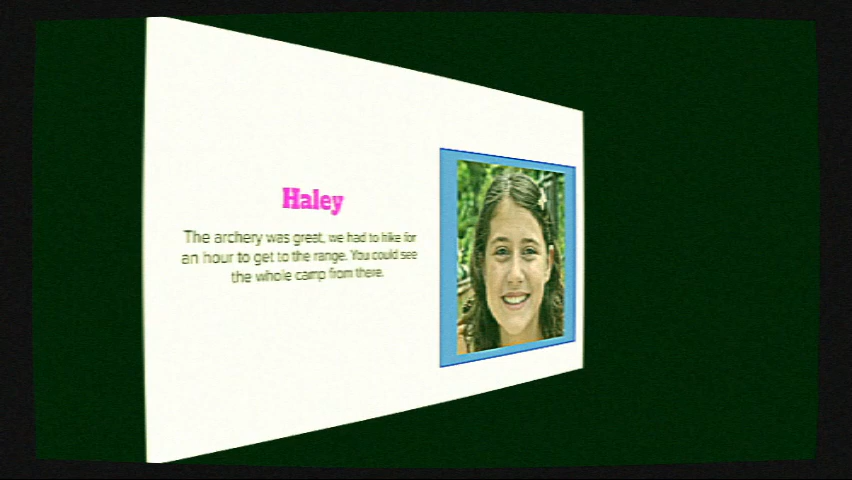 Haley
The archery was great, we had to hike for
an hour to get to the range. You could see
the whole camp from there.